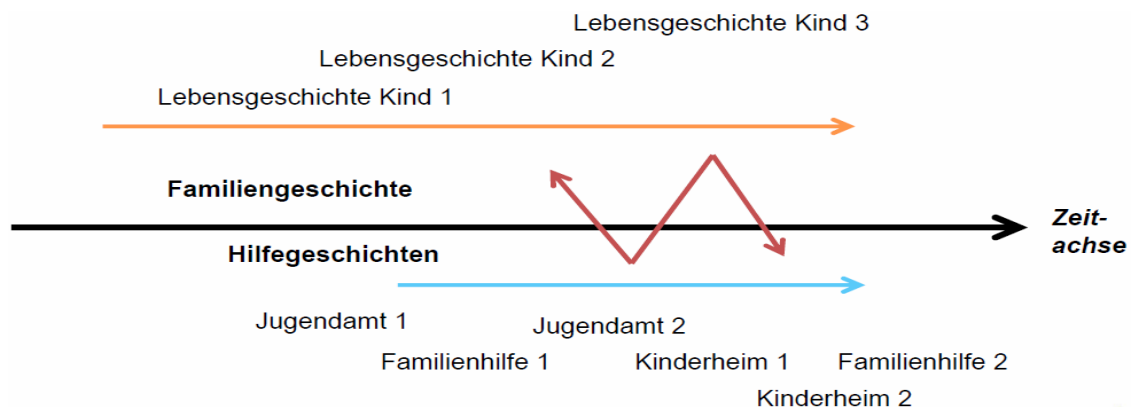 Lebensgeschichte Kind 3
Lebensgeschichte Kind 2
Lebensgeschichte Kind 1
Familiengeschichte
Zeit-
achse
Hilfegeschichten
Jugendamt 1
Jugendamt 2
Familienhilfe 1
Kinderheim 1
Familienhilfe 2
Kinderheim 2